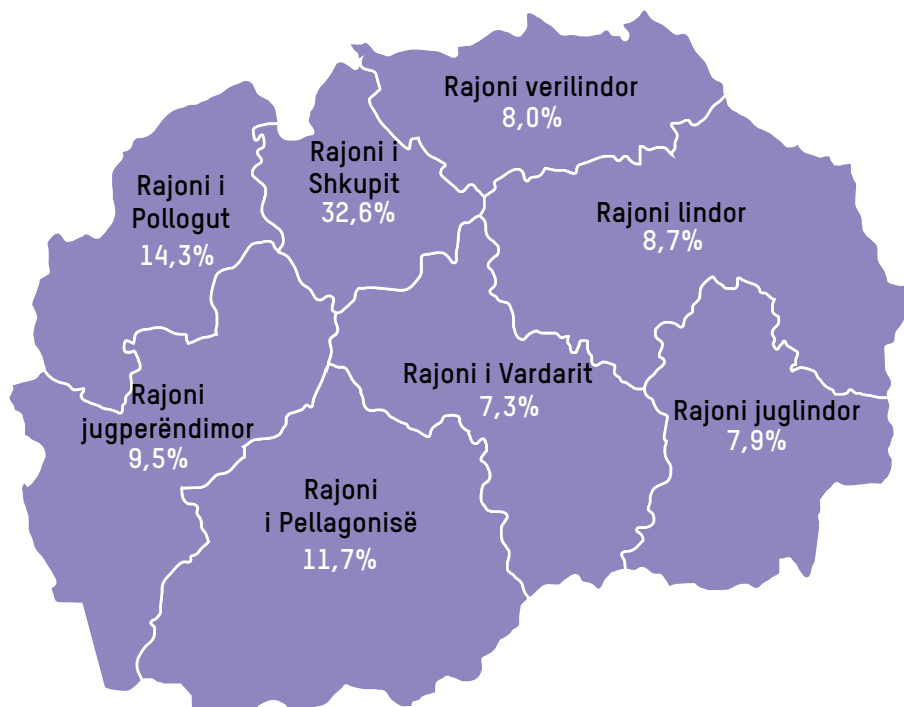 Rajoni verilindor
8,0%
Rajoni i
Shkupit
32,6%
Rajoni i
Pollogut
14,3%
Rajoni lindor
8,7%
Rajoni i Vardarit
7,3%
Rajoni
jugperëndimor
9,5%
Rajoni juglindor
7,9%
Rajoni
i Pellagonisë
11,7%